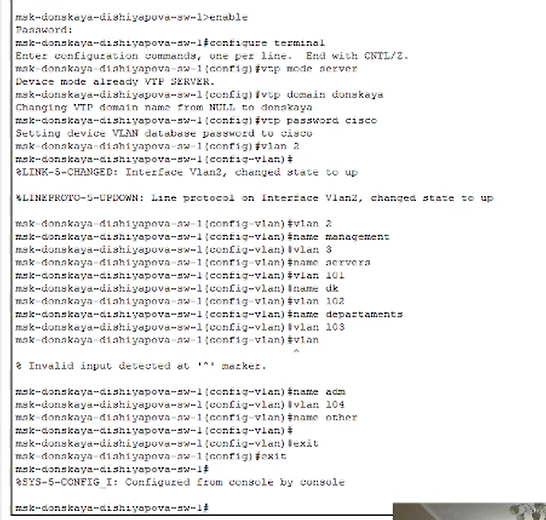 msk-donskaya-dishiyapova-sw-1>enable
Password:
msk-donskaya-dishiyapova-sw-1#configure terminal
Enter configuration commands, one per line.  End with CNTL/Z.
msk-donskaya-dishiyapova-sw-1(config)#vtp mode server
Device mode already VTP SERVER.
msk-donskaya-dishiyapova-sw-1(config)#vtp domain donskaya
Changing VTP domain name from NULL to donskaya
msk-donskaya-dishiyapova-sw-1(config)#vtp password cisco
Setting device VLAN database password to cisco
msk-donskaya-dishiyapova-sw-1(config)#vlan 2
msk-donskaya-dishiyapova-sw-1(config-vlan)#
%LINK-5-CHANGED: Interface Vlan2, changed state to up
%LINEPROTO-5-UPDOWN: Line protocol on Interface Vlan2, changed state to up
msk-donskaya-dishiyapova-sw-1(config-vlan)#vlan 2
msk-donskaya-dishiyapova-sw-1(config-vlan)#name management
msk-donskaya-dishiyapova-sw-1(config-vlan)#vlan 3
msk-donskaya-dishiyapova-sw-1(config-vlan)#name servers
msk-donskaya-dishiyapova-sw-1(config-vlan)#vlan 101
msk-donskaya-dishiyapova-sw-1(config-vlan)#name dk
msk-donskaya-dishiyapova-sw-1(config-vlan)#vlan 102
msk-donskaya-dishiyapova-sw-1(config-vlan)#name departaments
msk-donskaya-dishiyapova-sw-1(config-vlan)#vlan 103
msk-donskaya-dishiyapova-sw-1(config-vlan)#vlan
^
% Invalid input detected at '^' marker.
msk-donskaya-dishiyapova-sw-1(config-vlan)#name adm
msk-donskaya-dishiyapova-sw-1(config-vlan)#vlan 104
msk-donskaya-dishiyapova-sw-1(config-vlan)#name other
msk-donskaya-dishiyapova-sw-1(config-vlan)#
msk-donskaya-dishiyapova-sw-1(config-vlan)#exit
msk-donskaya-dishiyapova-sw-1(config)#exit
msk-donskaya-dishiyapova-sw-1#
%SYS-5-CONFIG_I: Configured from console by console
msk-donskaya-dishiyapova-sw-1#